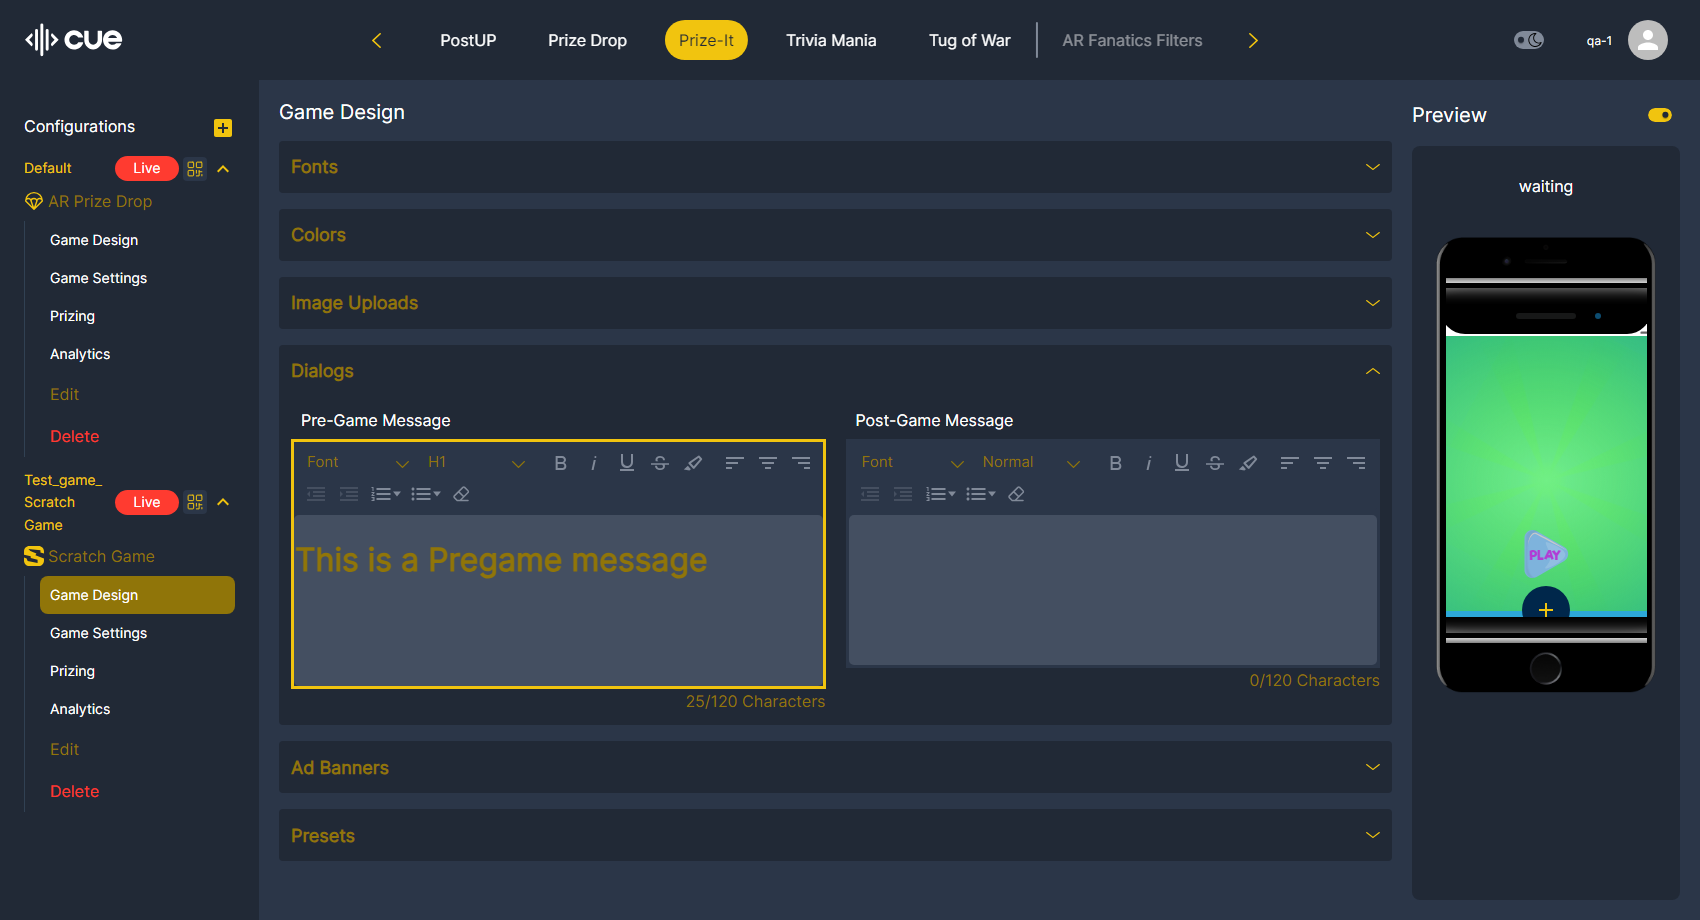 cue
PostUP
Prize Drop
Prize-It
Trivia Mania
Tug of War
AR Fanatics Filters
qa-1
Configurations
Default
Live
AR Prize Drop
Game Design
Game Settings
Prizing
Analytics
Edit
Delete
Test_game_
Scratch
Game
Live
Scratch Game
Game Design
Game Settings
Prizing
Analytics
Edit
Delete
Game Design
Fonts
Colors
Image Uploads
Dialogs
Pre-Game Message
Font
H1
This is a Pregame message
25/120 Characters
Post-Game Message
Font
Normal
0/120 Characters
Ad Banners
Presets
Preview
waiting
PLAY